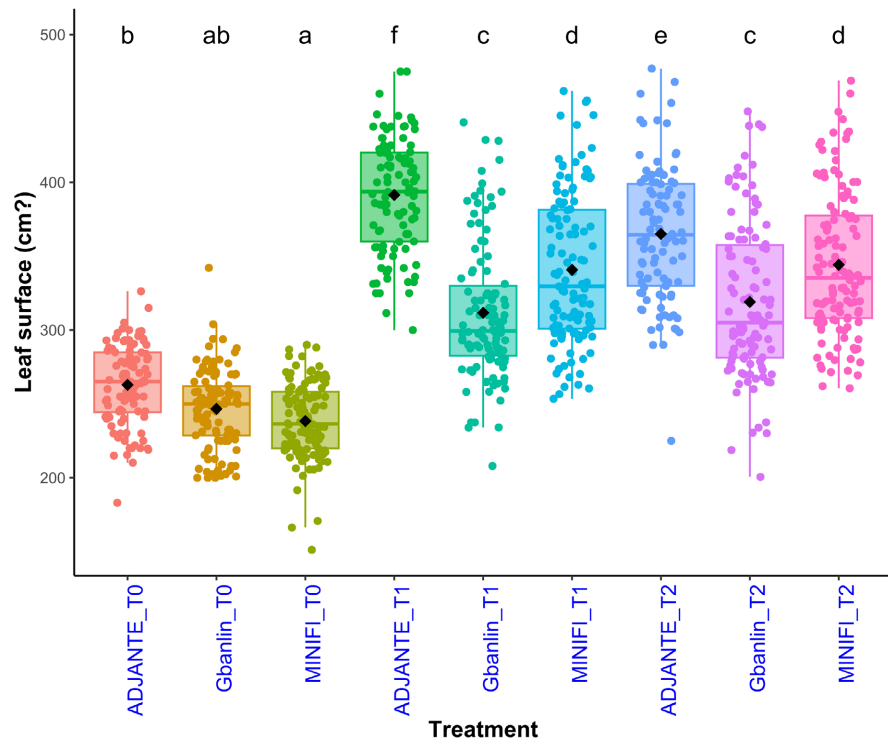 500
b
ab
a
f
c
d
e
c
d
400
300
200
Leaf surface (cm?)
ADJANTE_T0
Gbanlin_T0
MINIFI_T0
ADJANTE_T1
Gbanlin_T1
MINIFI_T1
ADJANTE_T2
Gbanlin_T2
MINIFI_T2
Treatment